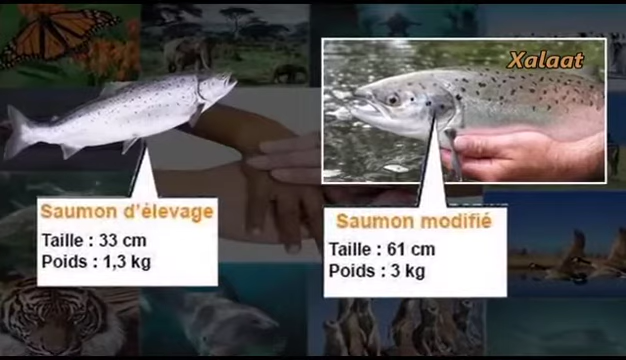 Xalaat
Saumon d'élevage
Taille : 33 cm
Poids : 1,3 kg
Saumon modifié
Taille : 61 cm
Poids : 3 kg